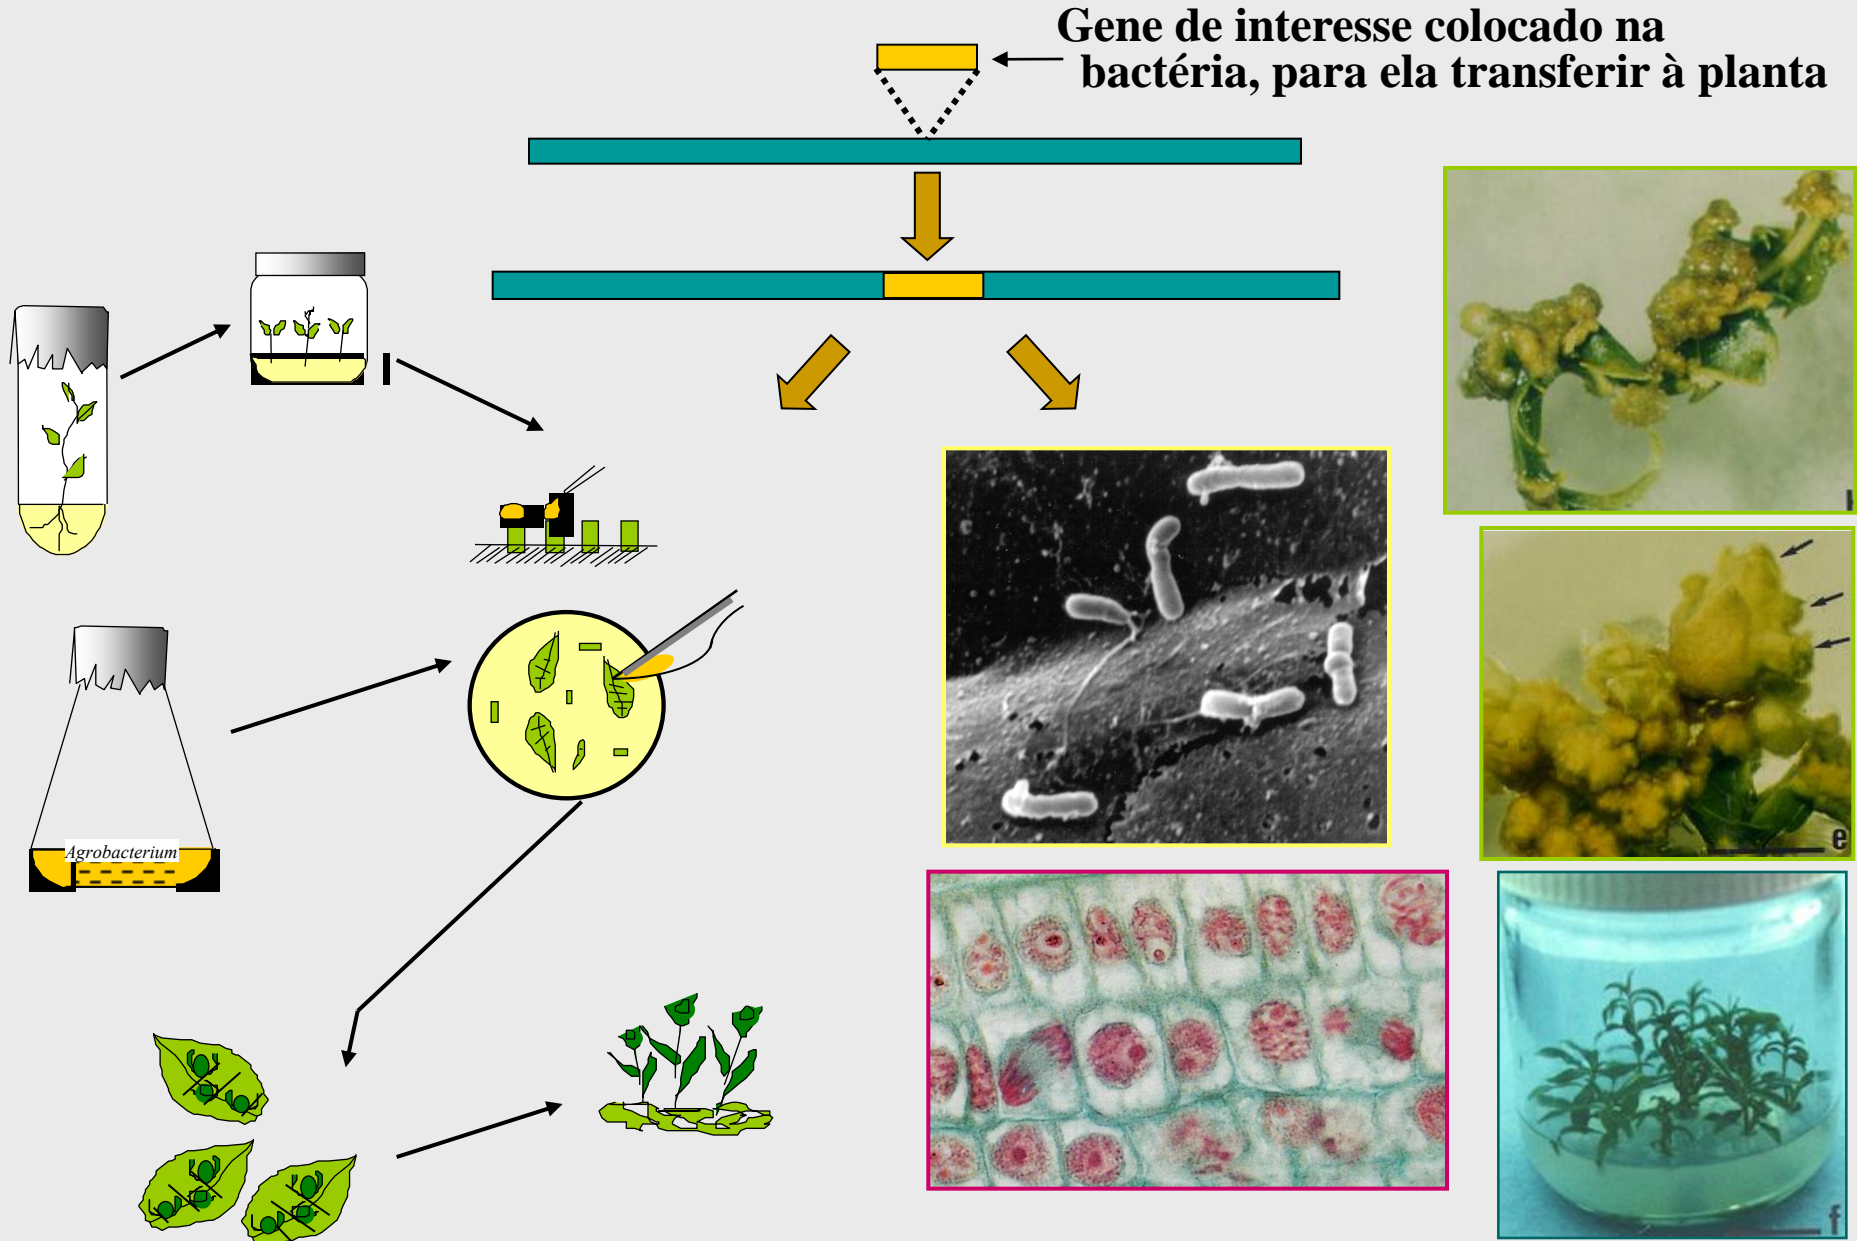 Gene de interesse colocado na
bactéria, para ela transferir à planta
Agrobacterium
e
f